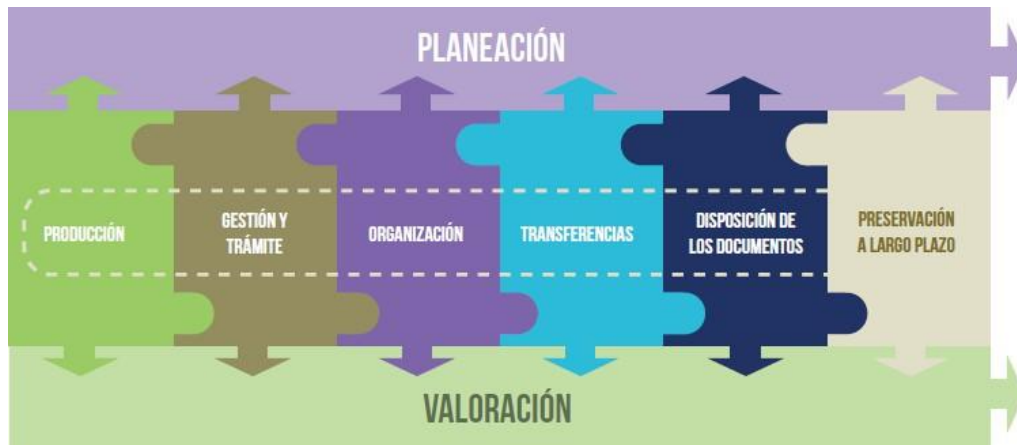 PLANEACIÓN
PRODUCCIÓN
GESTIÓN Y
TRÁMITE
ORGANIZACIÓN
TRANSFERENCIAS
DISPOSICIÓN DE
LOS DOCUMENTOS
PRESERVACIÓN
A LARGO PLAZO
VALORACIÓN